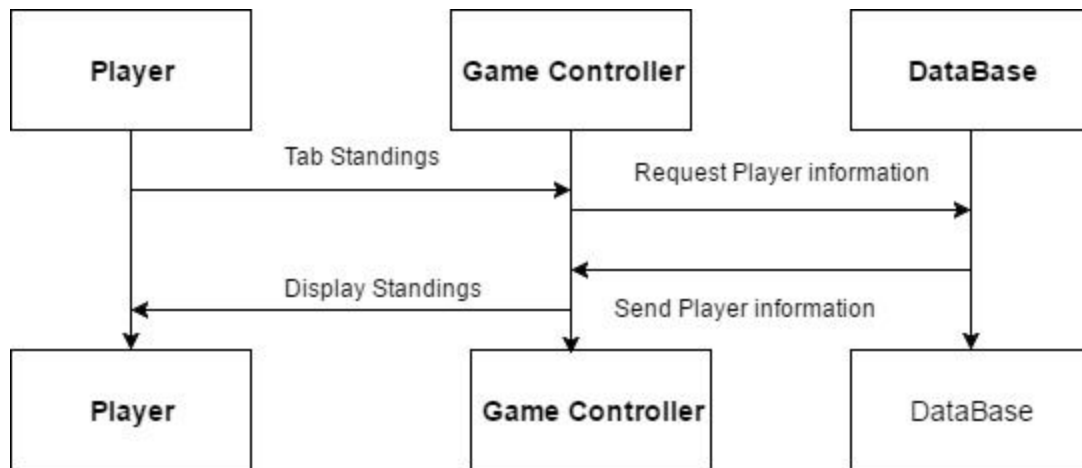 Player
Game Controller
DataBase
Tab Standings
Request Player information
Display Standings
Send Player information
Player
Game Controller
DataBase